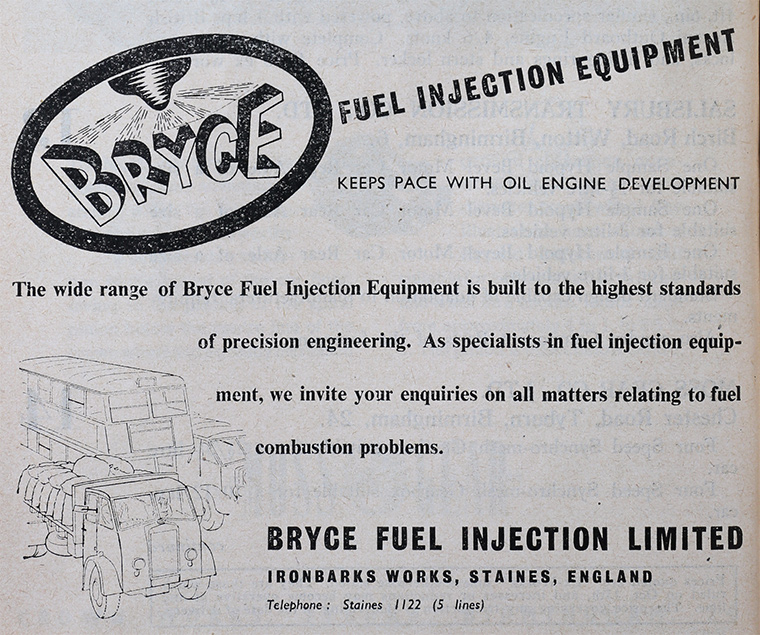 BRYCE
FUEL INJECTION EQUIPMENT
KEEPS PACE WITH OIL ENGINE DEVELOPMENT
The wide range of Bryce Fuel Injection Equipment is built to the highest standards
of precision engineering. As specialists in fuel injection equip-
ment, we invite your enquiries on all matters relating to fuel
combustion problems.
BRYCE FUEL INJECTION LIMITED
IRONBARKS WORKS, STAINES, ENGLAND
Telephone: Staines 1122 (5 lines)